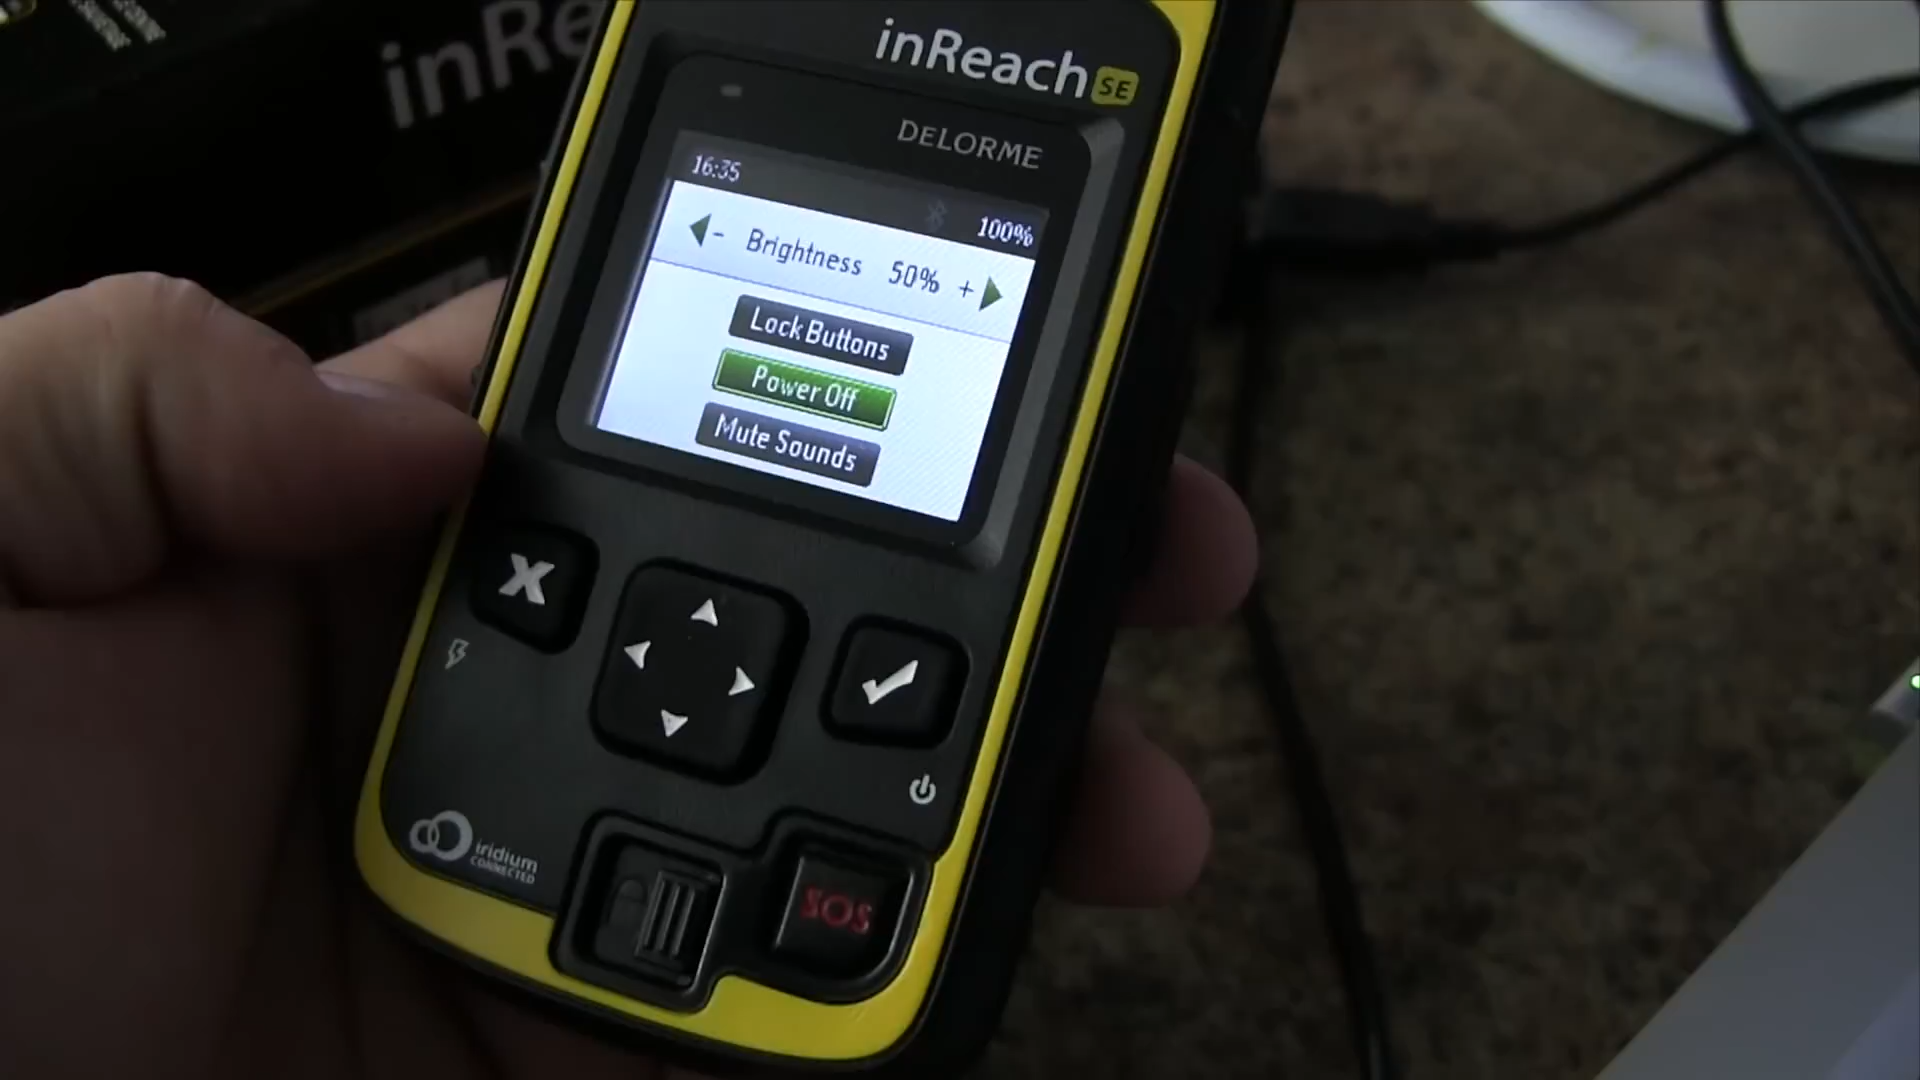 inRe
inReach SE
DELORME
16:35
100%
- Brightness 50% +
Lock Buttons
Power Off
Mute Sounds
X
iridium
CONNECTED
SOS